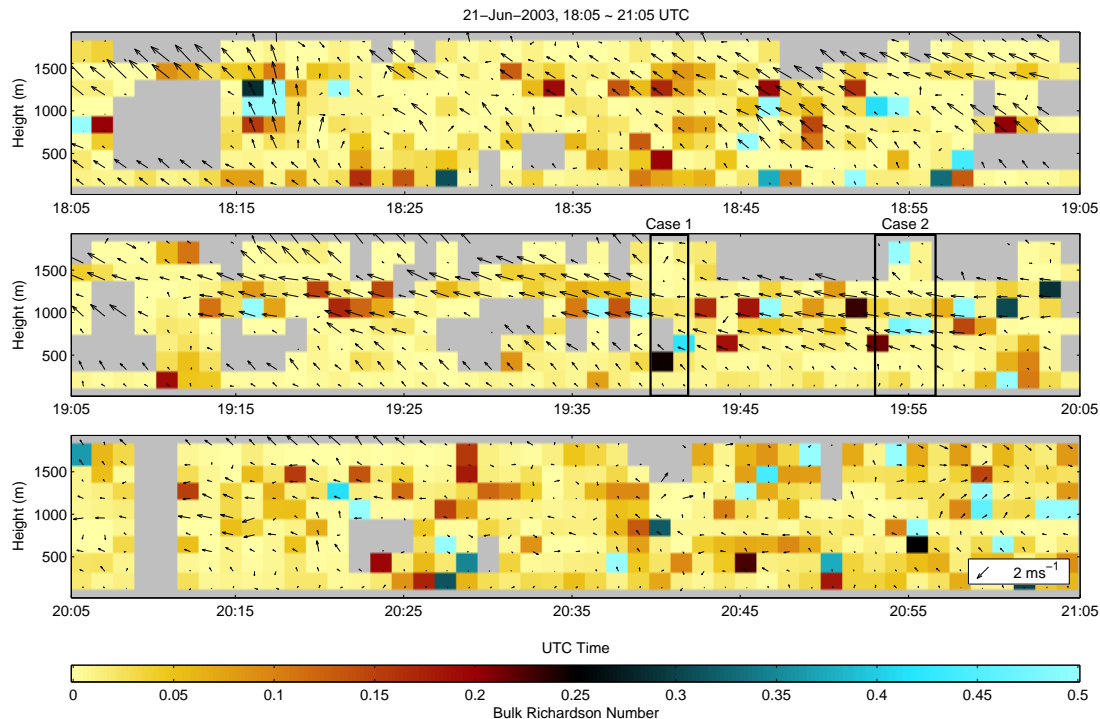 21−Jun−2003, 18:05 ~ 21:05 UTC
Height (m)
1500
1000
500
18:05 18:15 18:25 18:35 18:45 18:55 19:05
Case 1 Case 2
Height (m)
1500
1000
500
19:05 19:15 19:25 19:35 19:45 19:55 20:05
Height (m)
1500
1000
500
2 ms⁻¹
20:05 20:15 20:25 20:35 20:45 20:55 21:05
UTC Time
0 0.05 0.1 0.15 0.2 0.25 0.3 0.35 0.4 0.45 0.5
Bulk Richardson Number